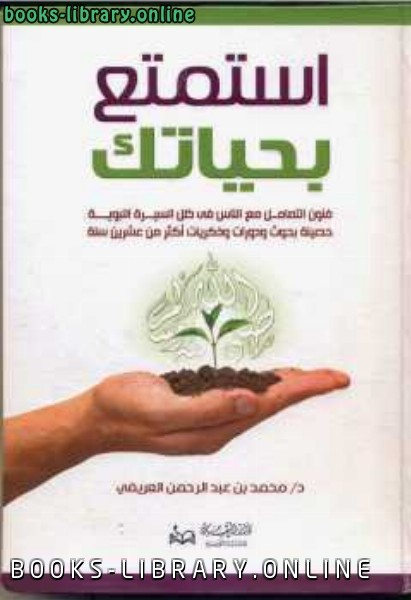 books-library.online
استمتع
بحياتك
فنون التعامل مع الناس في ظل السيرة النبوية
حصيلة بحوث ودورات وذكريات أكثر من عشرين سنة
د/ محمد بن عبد الرحمن العريفي
BOOKS-LIBRARY.ONLINE